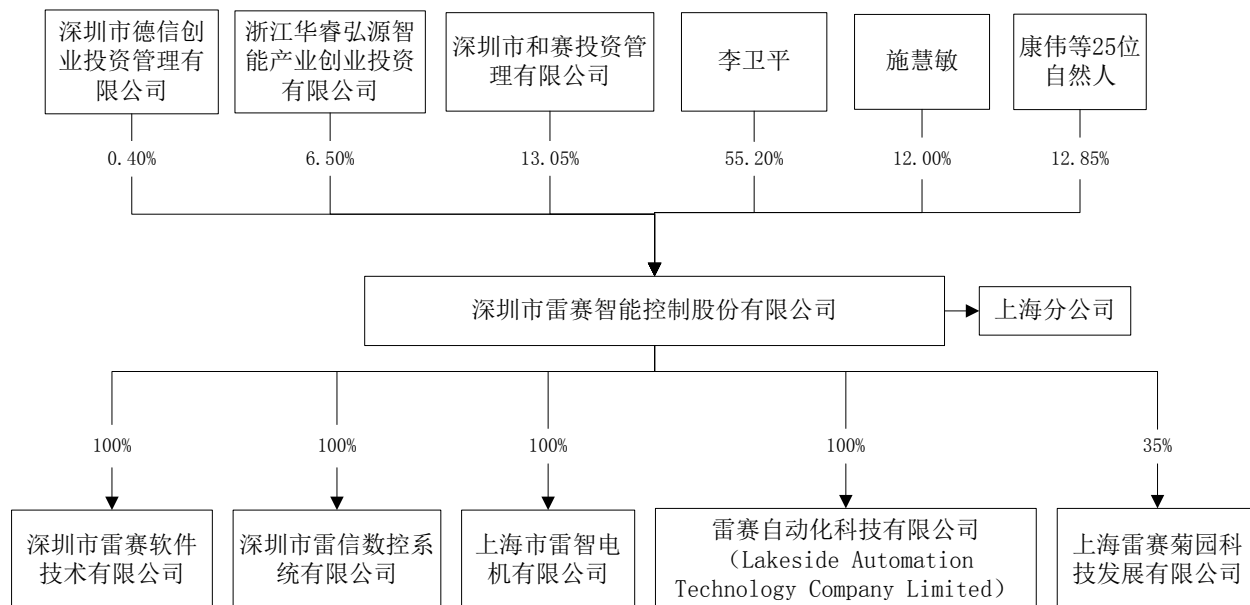 深圳市德信创
业投资管理有
限公司
浙江华睿弘源智
能产业创业投资
有限公司
深圳市和赛投资管
理有限公司
李卫平
施慧敏
康伟等25位
自然人
0.40%
6.50%
13.05%
55.20%
12.00%
12.85%
深圳市雷赛智能控制股份有限公司
上海分公司
100%
100%
100%
100%
35%
深圳市雷赛软件
技术有限公司
深圳市雷信数控系
统有限公司
上海市雷智电
机有限公司
雷赛自动化科技有限公司
（Lakeside Automation
Technology Company Limited）
上海雷赛菊园科
技发展有限公司